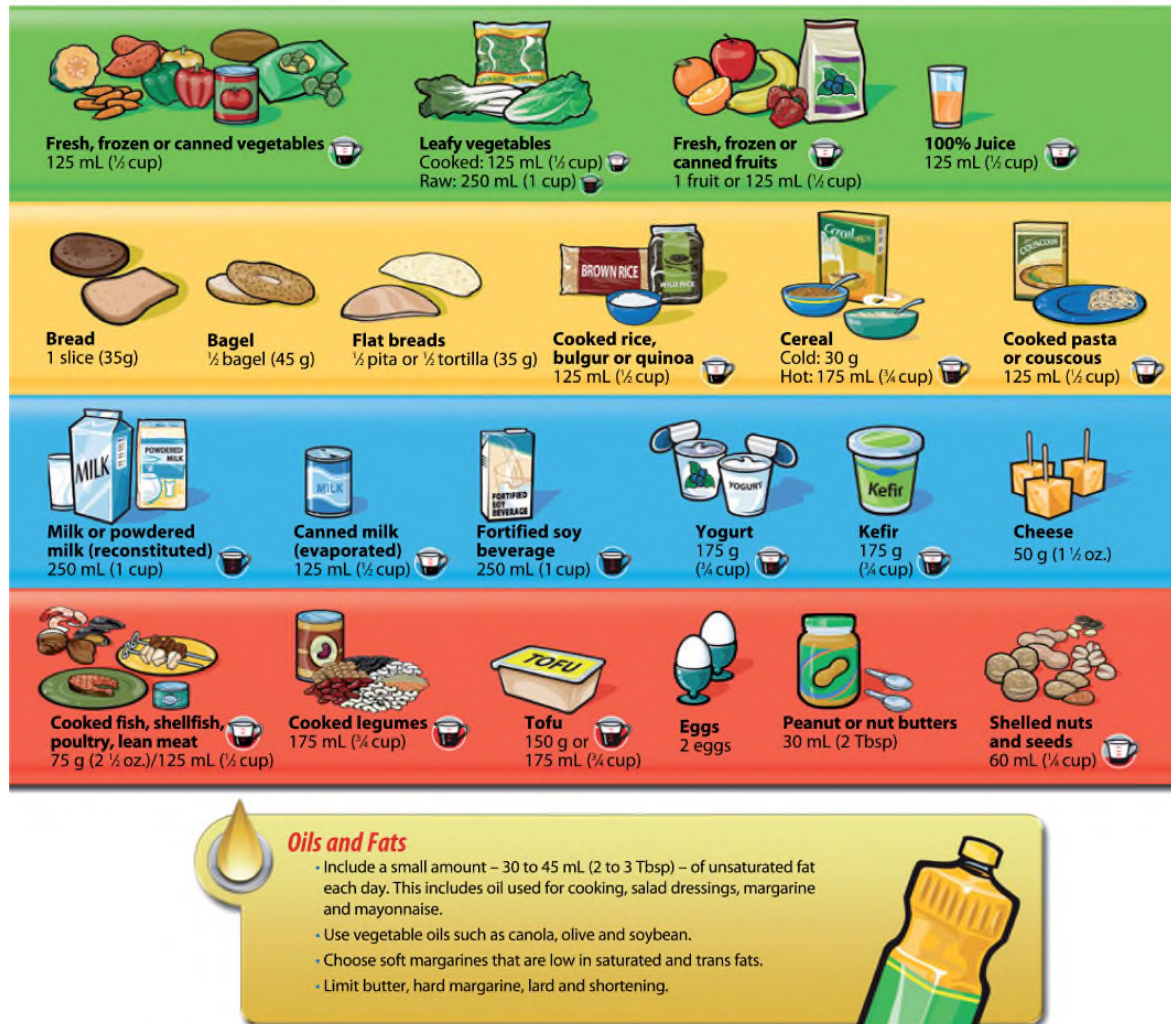 Fresh, frozen or canned vegetables
125 mL (½ cup)
Leafy vegetables
Cooked: 125 mL (½ cup)
Raw: 250 mL (1 cup)
Fresh, frozen or
canned fruits
1 fruit or 125 mL (½ cup)
100% Juice
125 mL (½ cup)
BROWN RICE
WILD RICE
Cereal
COUSCOUS
Bread
1 slice (35g)
Bagel
½ bagel (45 g)
Flat breads
½ pita or ½ tortilla (35 g)
Cooked rice,
bulgur or quinoa
125 mL (½ cup)
Cereal
Cold: 30 g
Hot: 175 mL (¾ cup)
Cooked pasta
or couscous
125 mL (½ cup)
MILK
POWDERED
MILK
MILK
FORTIFIED
SOY
BEVERAGE
YOGURT
Kefir
Milk or powdered
milk (reconstituted)
250 mL (1 cup)
Canned milk
(evaporated)
125 mL (½ cup)
Fortified soy
beverage
250 mL (1 cup)
Yogurt
175 g
(¾ cup)
Kefir
175 g
(¾ cup)
Cheese
50 g (1 ½ oz.)
TOFU
Cooked fish, shellfish,
poultry, lean meat
75 g (2 ½ oz.)/125 mL (½ cup)
Cooked legumes
175 mL (¾ cup)
Tofu
150 g or
175 mL (¾ cup)
Eggs
2 eggs
Peanut or nut butters
30 mL (2 Tbsp)
Shelled nuts
and seeds
60 mL (¼ cup)
Oils and Fats
• Include a small amount – 30 to 45 mL (2 to 3 Tbsp) – of unsaturated fat
each day. This includes oil used for cooking, salad dressings, margarine
and mayonnaise.
• Use vegetable oils such as canola, olive and soybean.
• Choose soft margarines that are low in saturated and trans fats.
• Limit butter, hard margarine, lard and shortening.